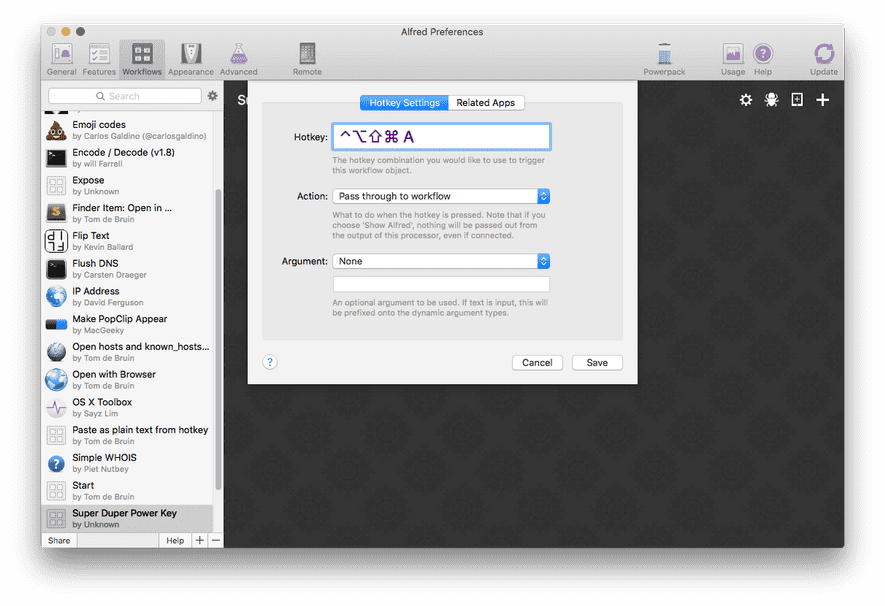 Alfred Preferences
General Features Workflows Appearance Advanced Remote Powerpack Usage Help Update
Search
Emoji codes
by Carlos Galdino (@carlosgaldino)
Encode / Decode (v1.8)
by will Farrell
Expose
by Unknown
Finder Item: Open in ...
by Tom de Bruin
Flip Text
by Kevin Ballard
Flush DNS
by Carsten Draeger
IP Address
by David Ferguson
Make PopClip Appear
by MacGeeky
Open hosts and known_hosts...
by Tom de Bruin
Open with Browser
by Tom de Bruin
OS X Toolbox
by Sayz Lim
Paste as plain text from hotkey
by Tom de Bruin
Simple WHOIS
by Piet Nutbey
Start
by Tom de Bruin
Super Duper Power Key
by Unknown
Share Help + −
Hotkey Settings Related Apps
Hotkey: ^⌥⇧⌘ A
The hotkey combination you would like to use to trigger
this workflow object.
Action: Pass through to workflow
What to do when the hotkey is pressed. Note that if you
choose 'Show Alfred', nothing will be passed out from
the output of this processor, even if connected.
Argument: None
An optional argument to be used. If text is input, this will
be prefixed onto the dynamic argument types.
? Cancel Save